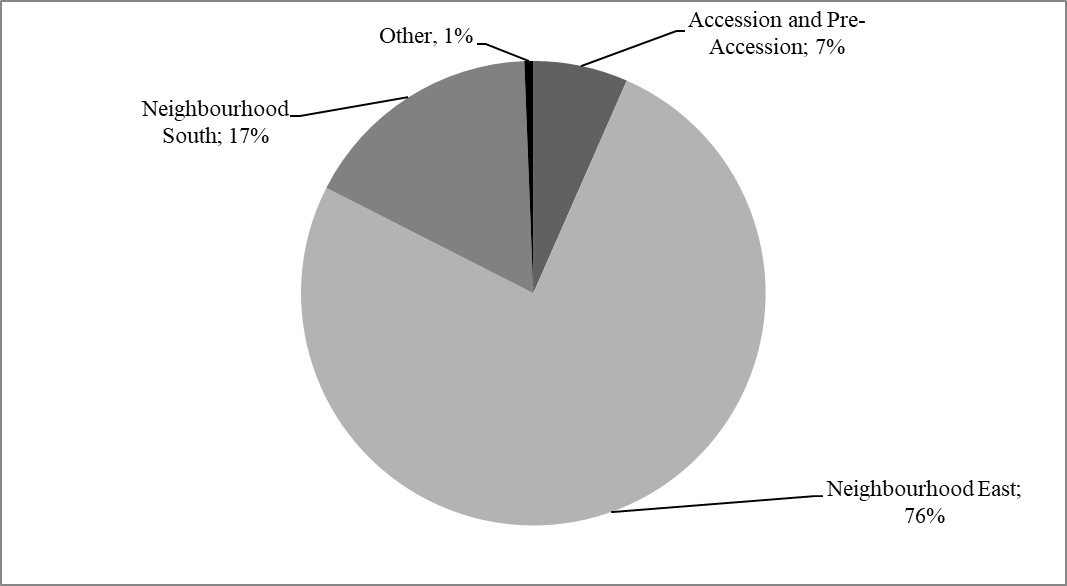 Other, 1%
Accession and Pre-
Accession; 7%
Neighbourhood
South; 17%
Neighbourhood East;
76%